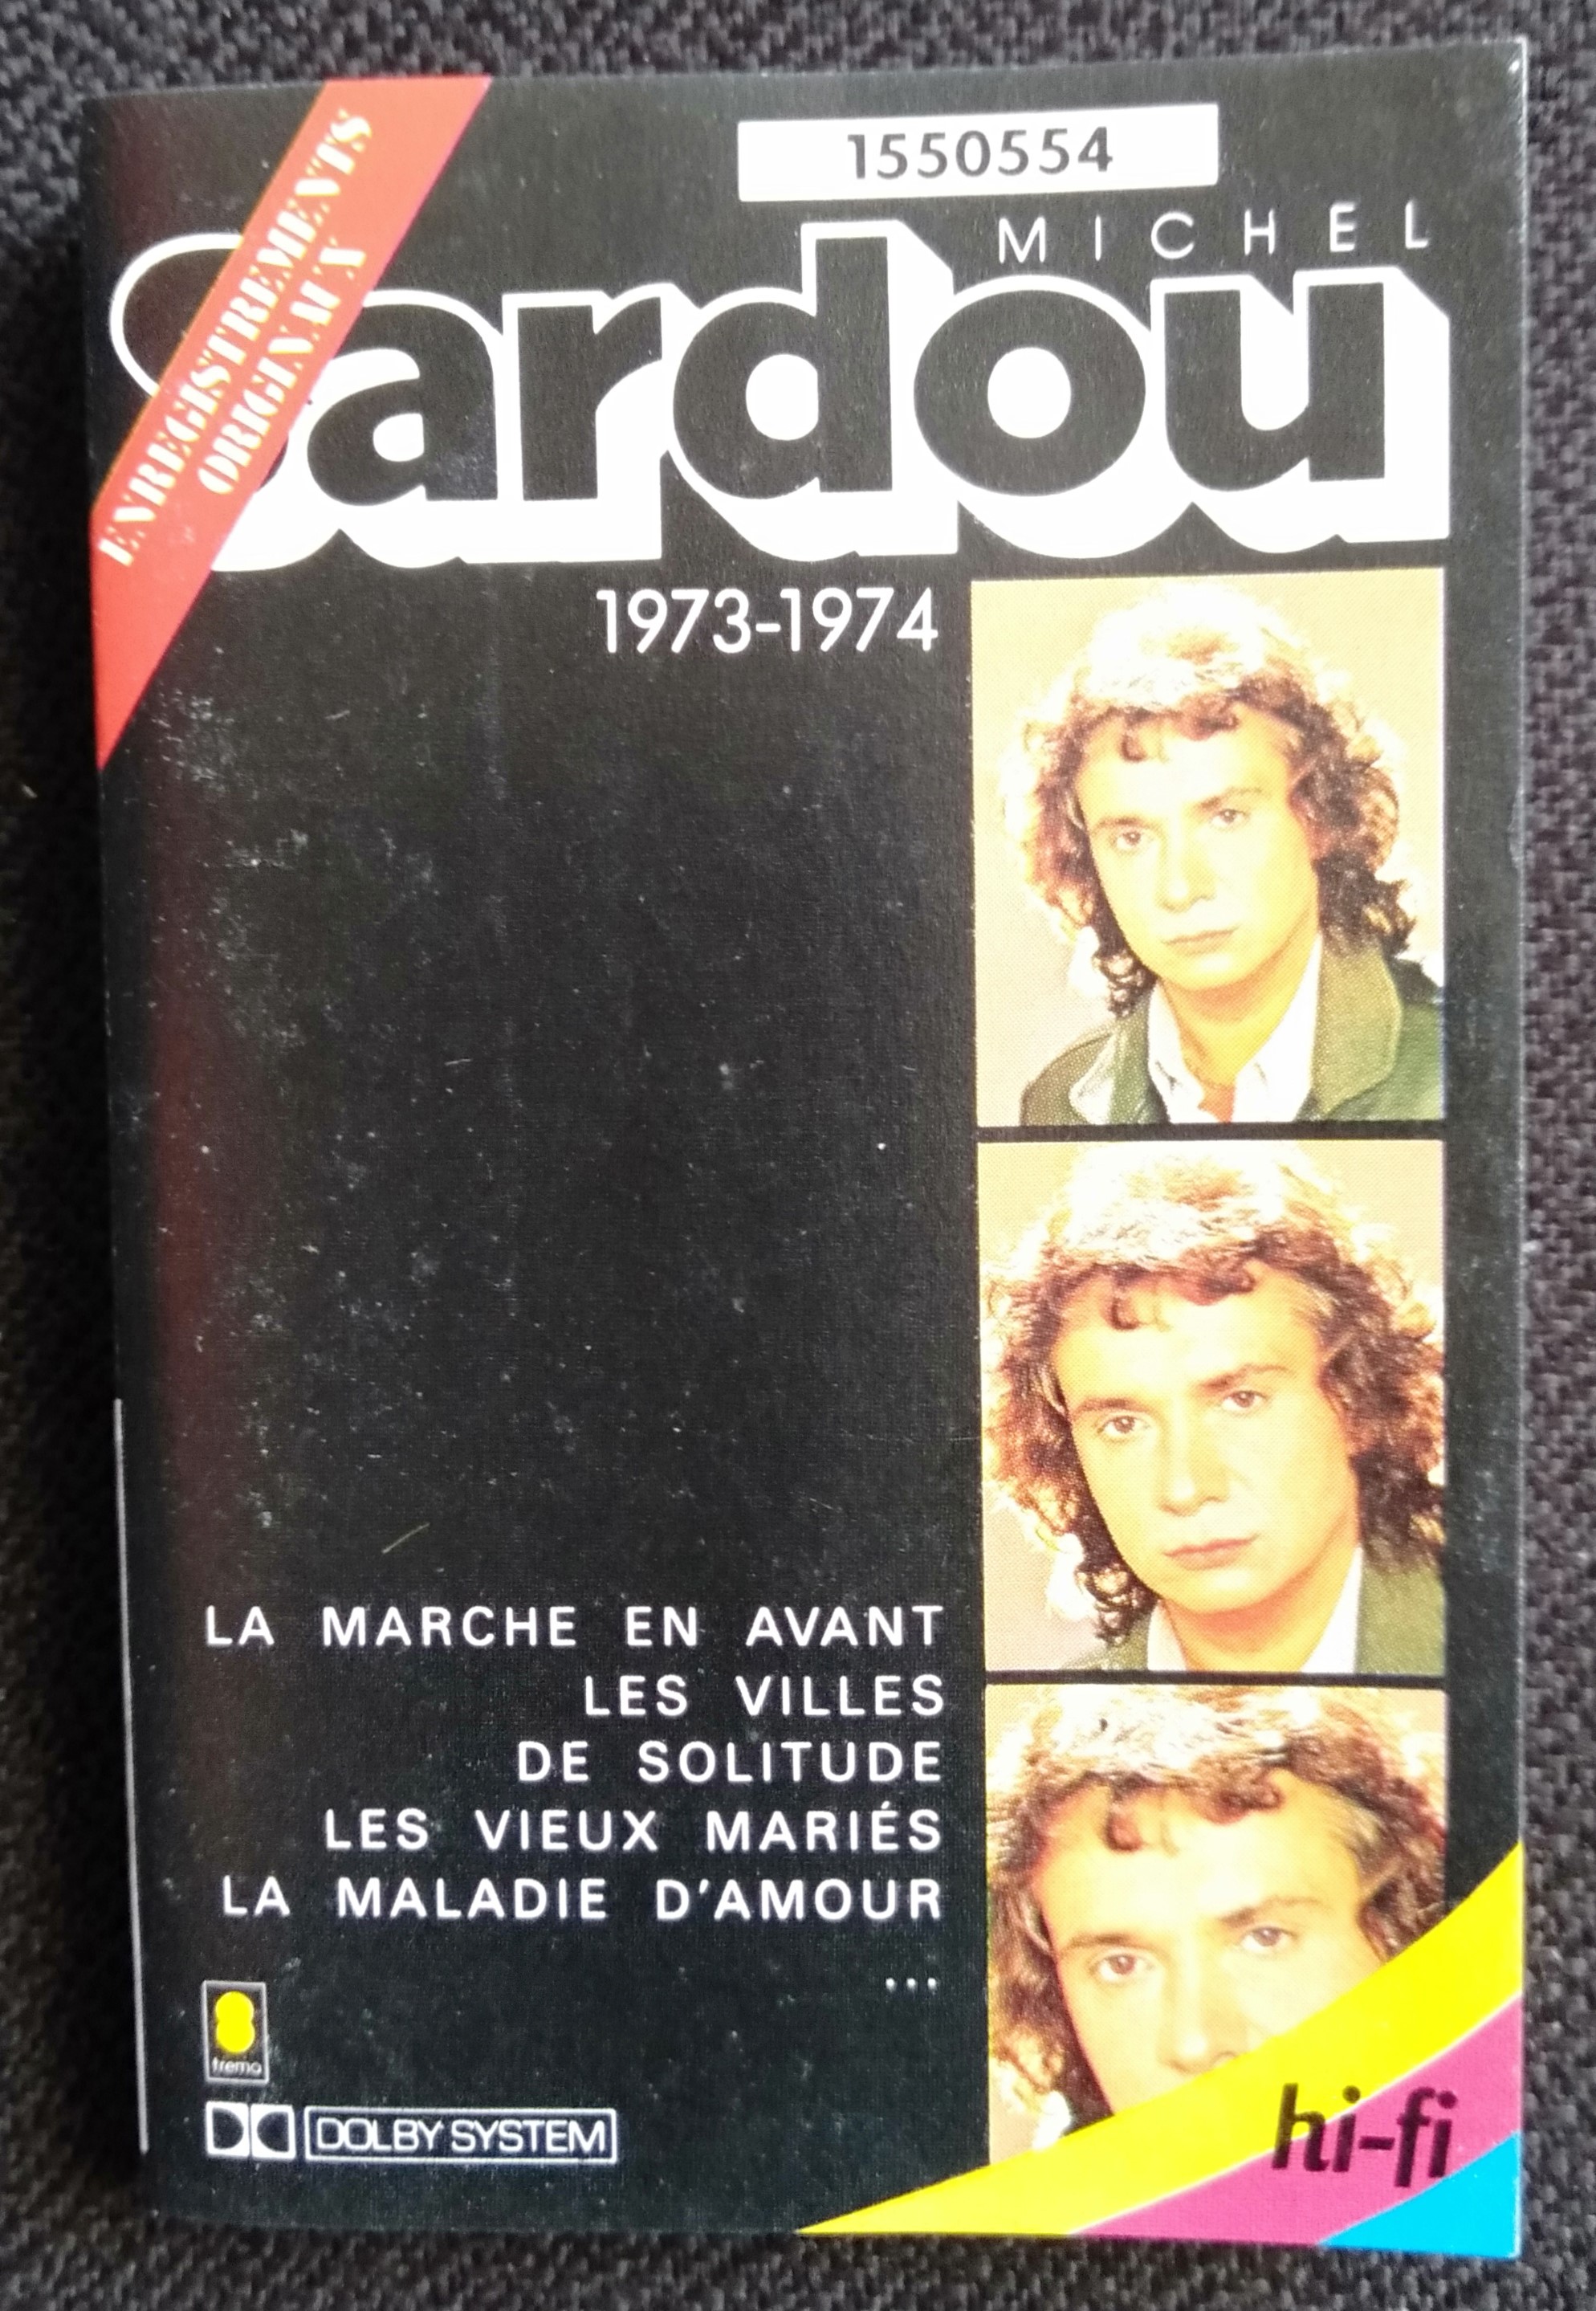 1550554
MICHEL
Sardou
ENREGISTREMENTS
ORIGINAUX
1973-1974
LA MARCHE EN AVANT
LES VILLES
DE SOLITUDE
LES VIEUX MARIÉS
LA MALADIE D'AMOUR
...
trema
DOLBY SYSTEM
hi-fi